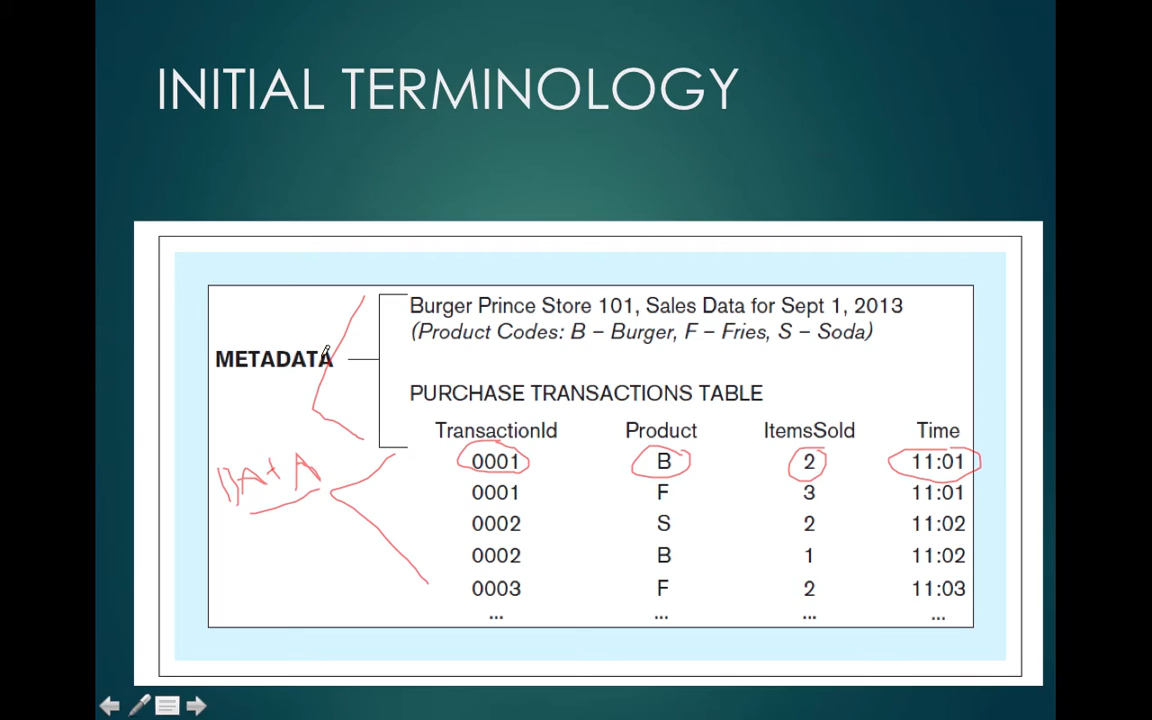 INITIAL TERMINOLOGY
Burger Prince Store 101, Sales Data for Sept 1, 2013
(Product Codes: B – Burger, F – Fries, S – Soda)
METADATA
PURCHASE TRANSACTIONS TABLE
TransactionId Product ItemsSold Time
0001 B 2 11:01
DATA
0001 F 3 11:01
0002 S 2 11:02
0002 B 1 11:02
0003 F 2 11:03
... ... ... ...